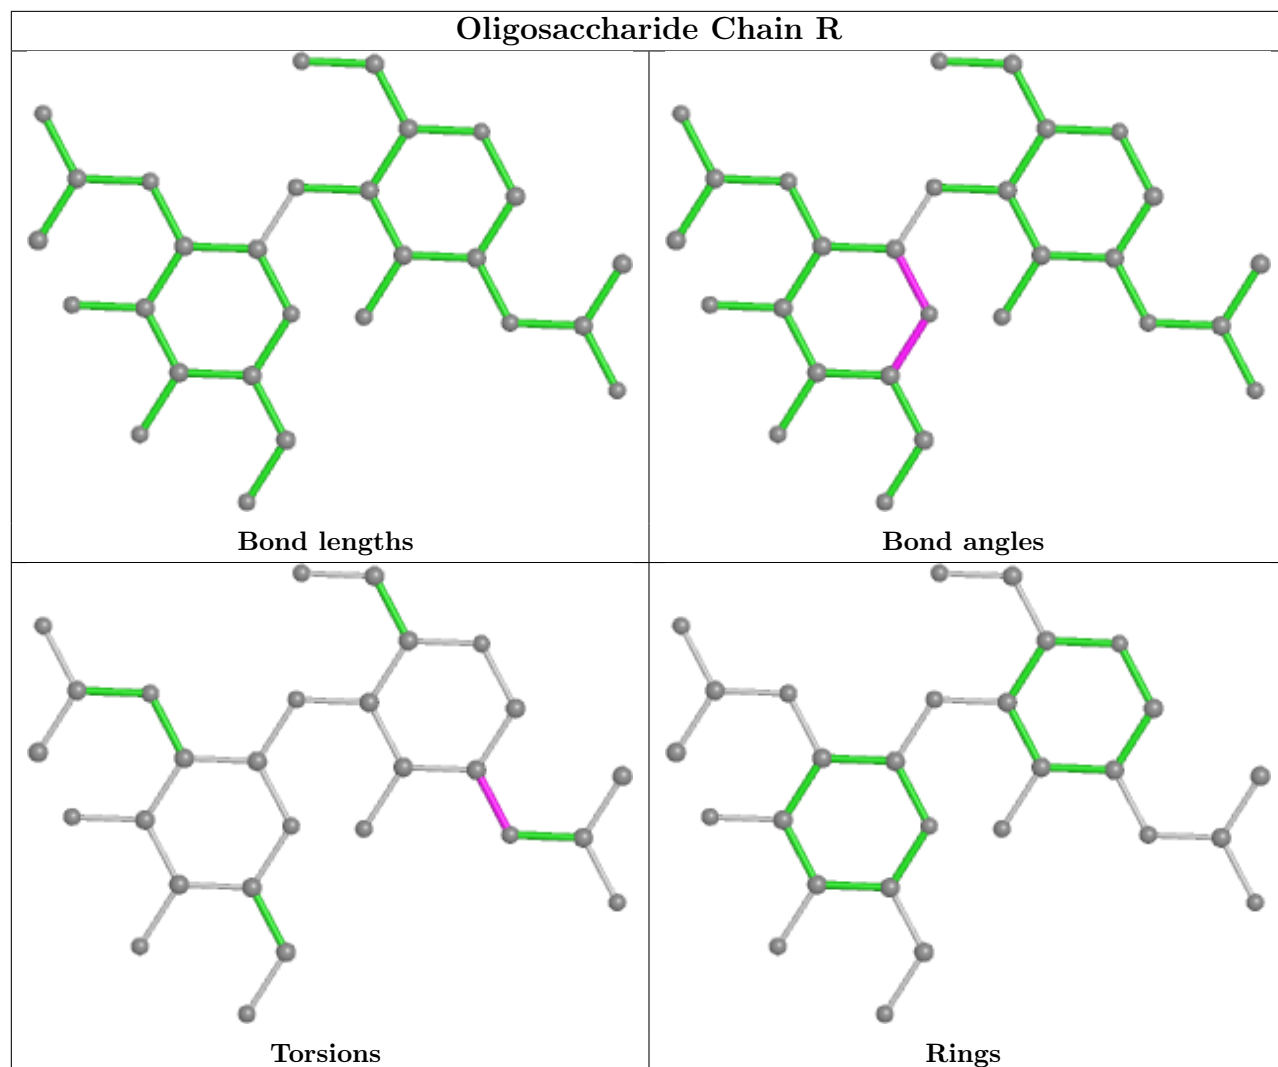 Oligosaccharide Chain R
Bond lengths
Bond angles
Torsions
Rings